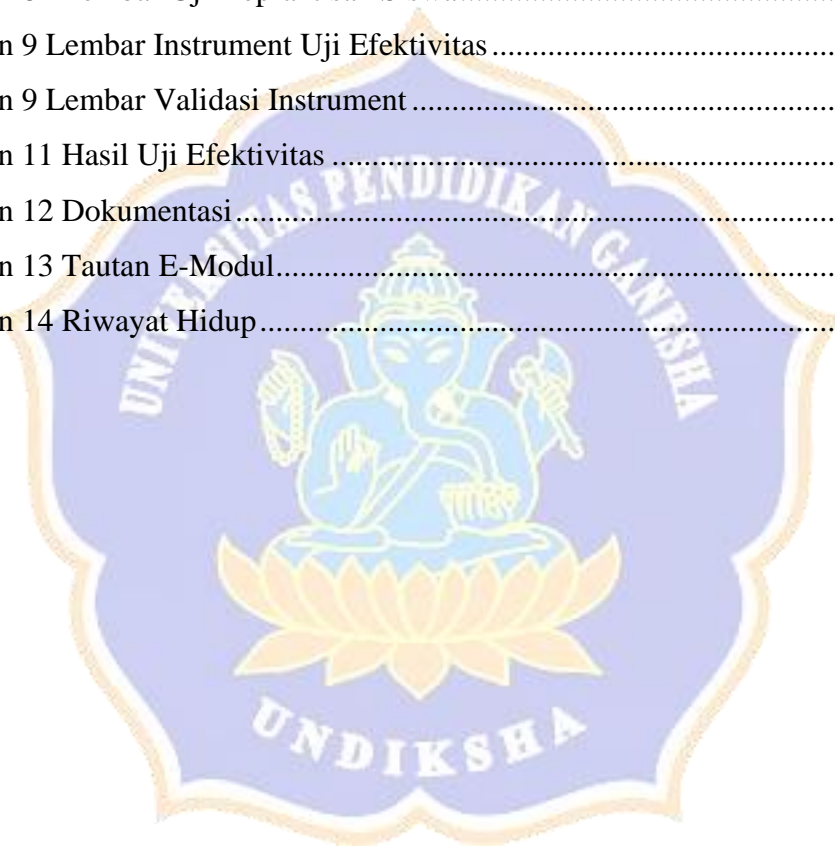 n 9 Lembar Instrument Uji Efektivitas
n 9 Lembar Validasi Instrument
n 11 Hasil Uji Efektivitas
n 12 Dokumentasi
n 13 Tautan E-Modul
n 14 Riwayat Hidup
UNIVERSITAS PENDIDIKAN GANESHA
UNDIKSHA